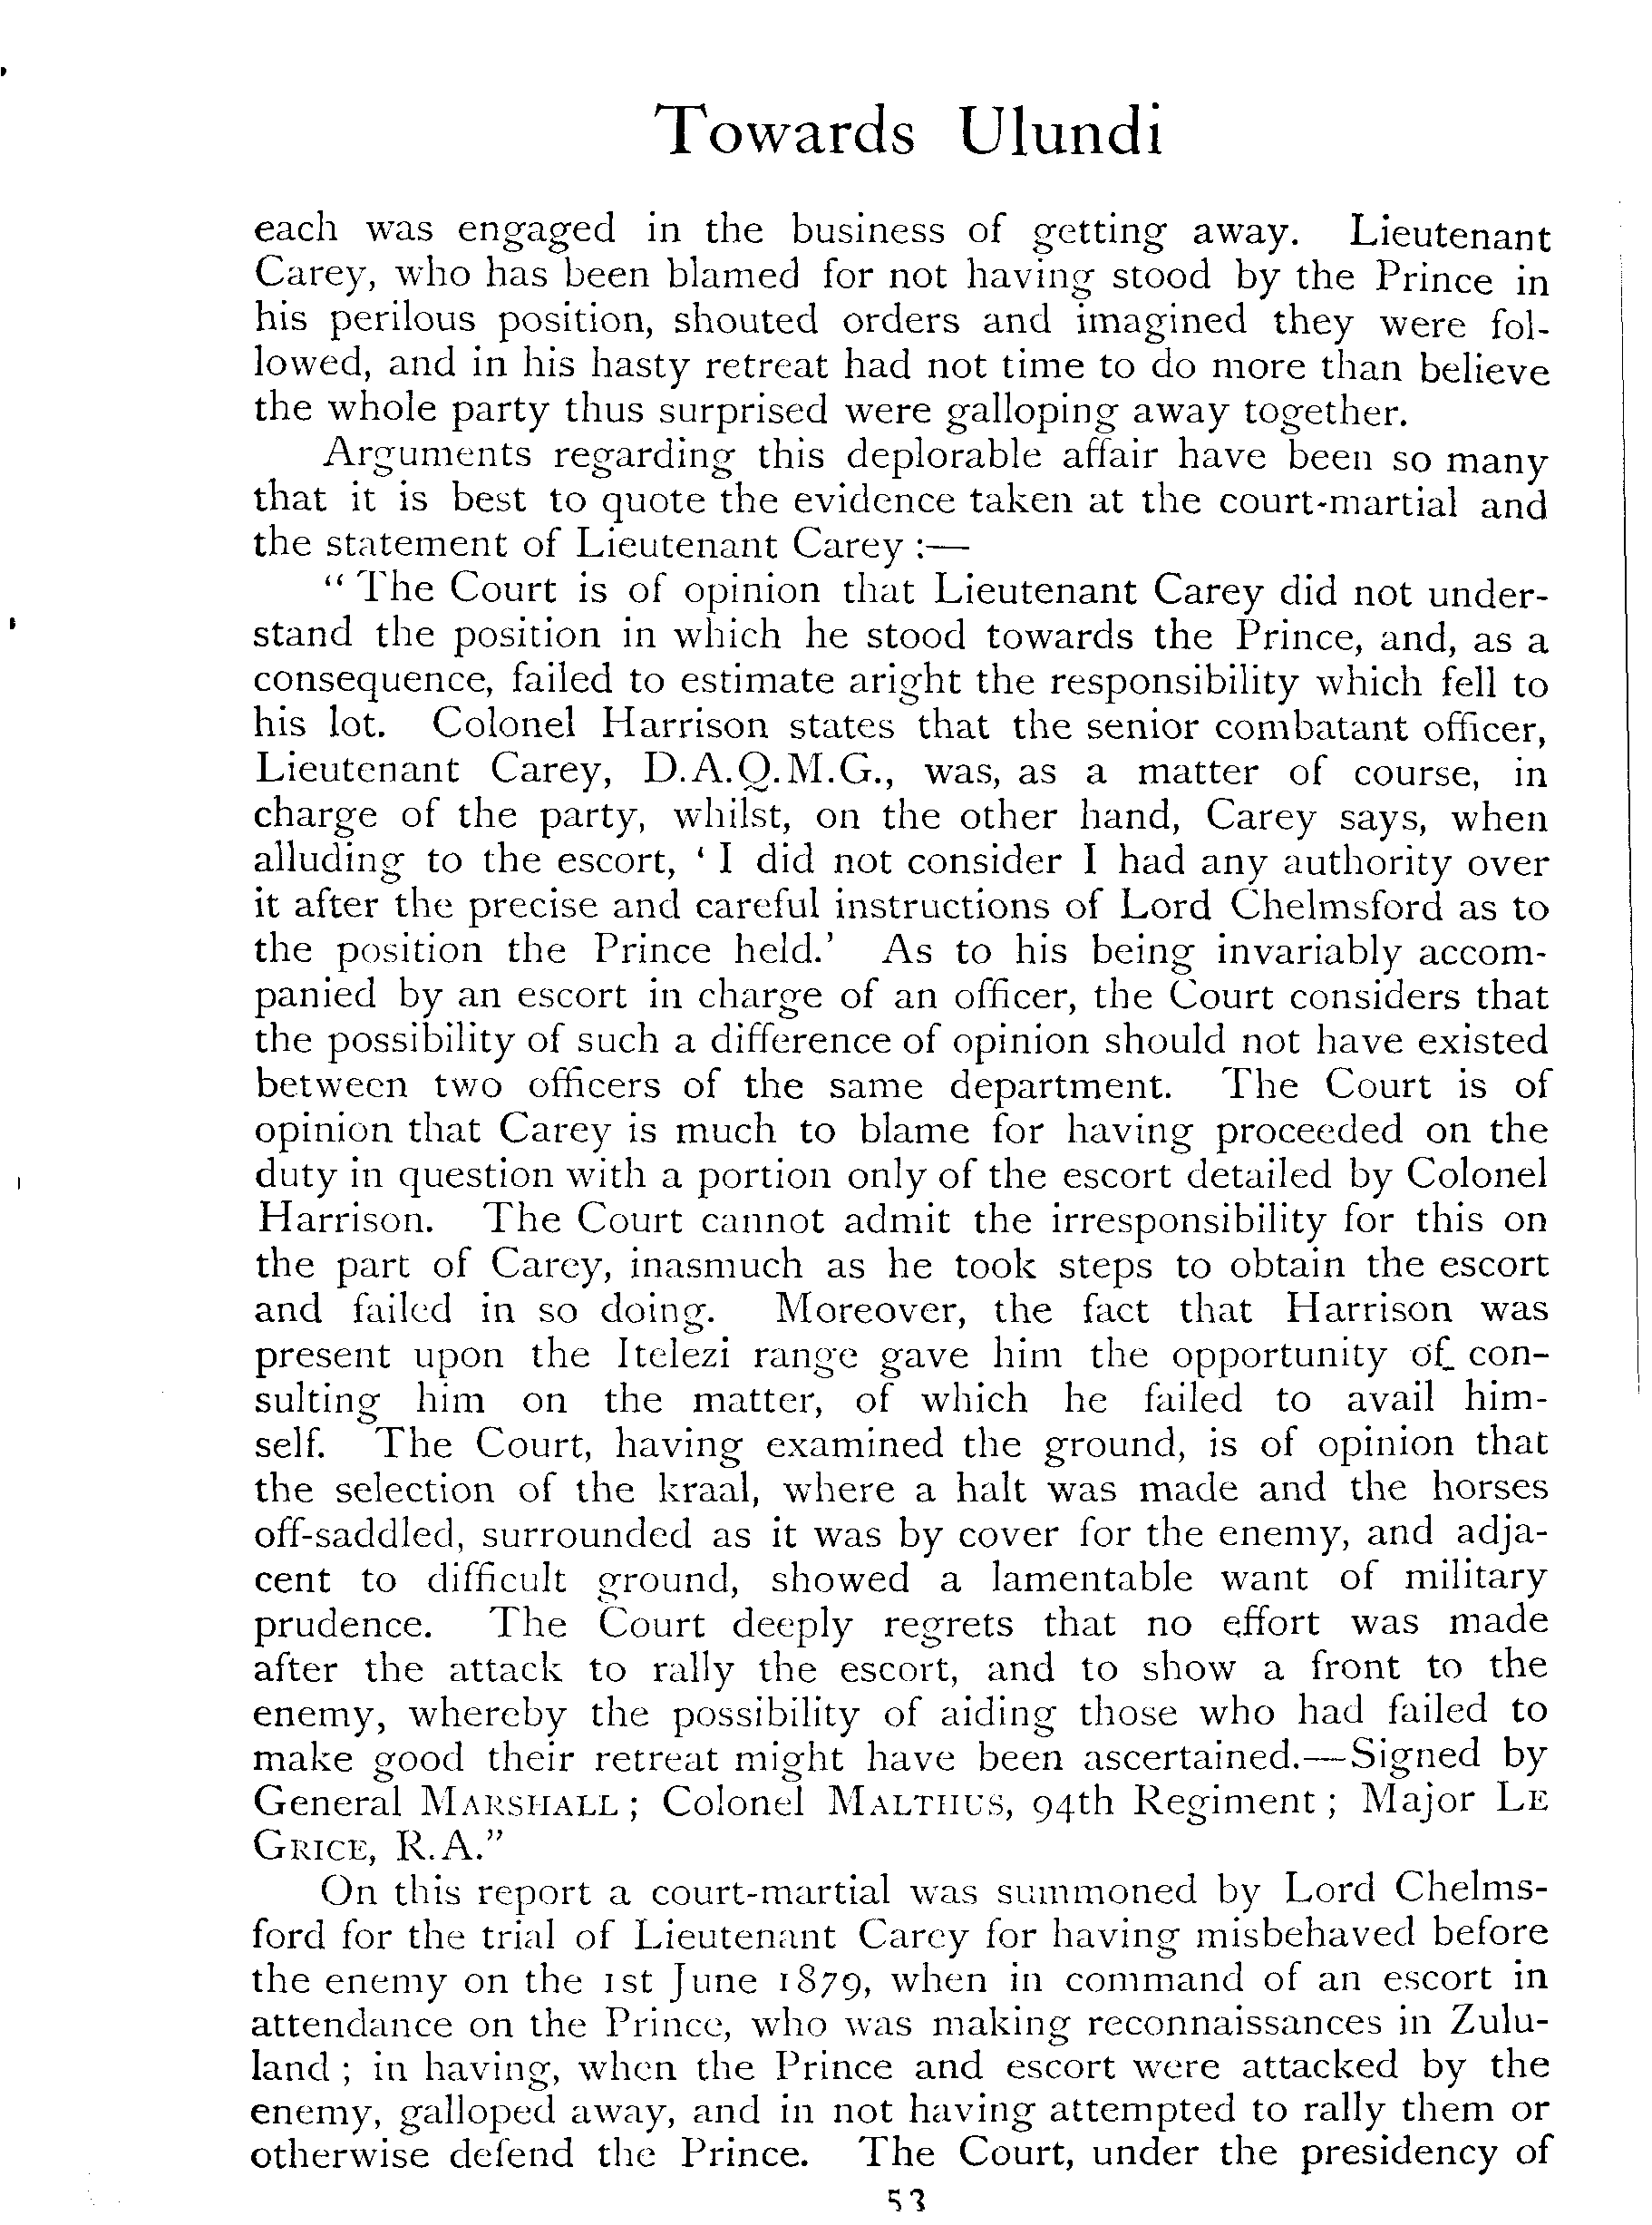 Towards Ulundi
each was engaged in the business of getting away. Lieutenant
Carey, who has been blamed for not having stood by the Prince in
his perilous position, shouted orders and imagined they were fol-
lowed, and in his hasty retreat had not time to do more than believe
the whole party thus surprised were galloping away together.
Arguments regarding this deplorable affair have been so many
that it is best to quote the evidence taken at the court-martial and
the statement of Lieutenant Carey :—
“ The Court is of opinion that Lieutenant Carey did not under-
stand the position in which he stood towards the Prince, and, as a
consequence, failed to estimate aright the responsibility which fell to
his lot. Colonel Harrison states that the senior combatant officer,
Lieutenant Carey, D.A.Q.M.G., was, as a matter of course, in
charge of the party, whilst, on the other hand, Carey says, when
alluding to the escort, ‘ I did not consider I had any authority over
it after the precise and careful instructions of Lord Chelmsford as to
the position the Prince held.’ As to his being invariably accom-
panied by an escort in charge of an officer, the Court considers that
the possibility of such a difference of opinion should not have existed
between two officers of the same department. The Court is of
opinion that Carey is much to blame for having proceeded on the
duty in question with a portion only of the escort detailed by Colonel
Harrison. The Court cannot admit the irresponsibility for this on
the part of Carey, inasmuch as he took steps to obtain the escort
and failed in so doing. Moreover, the fact that Harrison was
present upon the Itelezi range gave him the opportunity of con-
sulting him on the matter, of which he failed to avail him-
self. The Court, having examined the ground, is of opinion that
the selection of the kraal, where a halt was made and the horses
off-saddled, surrounded as it was by cover for the enemy, and adja-
cent to difficult ground, showed a lamentable want of military
prudence. The Court deeply regrets that no effort was made
after the attack to rally the escort, and to show a front to the
enemy, whereby the possibility of aiding those who had failed to
make good their retreat might have been ascertained.—Signed by
General MARSHALL ; Colonel MALTHUS, 94th Regiment ; Major LE
GRICE, R.A.”
On this report a court-martial was summoned by Lord Chelms-
ford for the trial of Lieutenant Carey for having misbehaved before
the enemy on the 1st June 1879, when in command of an escort in
attendance on the Prince, who was making reconnaissances in Zulu-
land ; in having, when the Prince and escort were attacked by the
enemy, galloped away, and in not having attempted to rally them or
otherwise defend the Prince. The Court, under the presidency of
53